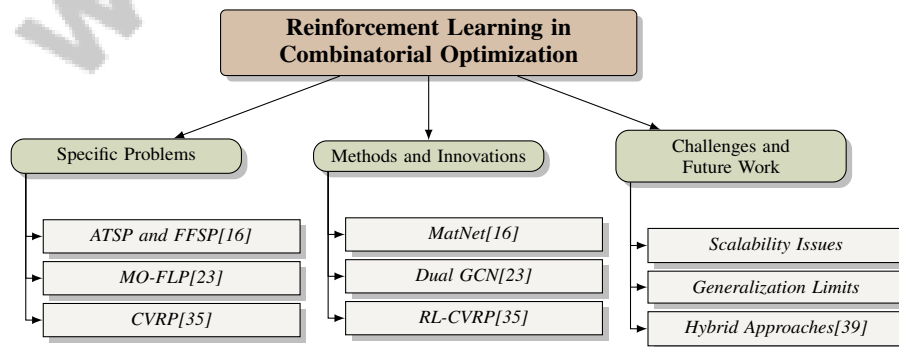 Reinforcement Learning in
Combinatorial Optimization
Specific Problems
ATSP and FFSP[16]
MO-FLP[23]
CVRP[35]
Methods and Innovations
MatNet[16]
Dual GCN[23]
RL-CVRP[35]
Challenges and
Future Work
Scalability Issues
Generalization Limits
Hybrid Approaches[39]